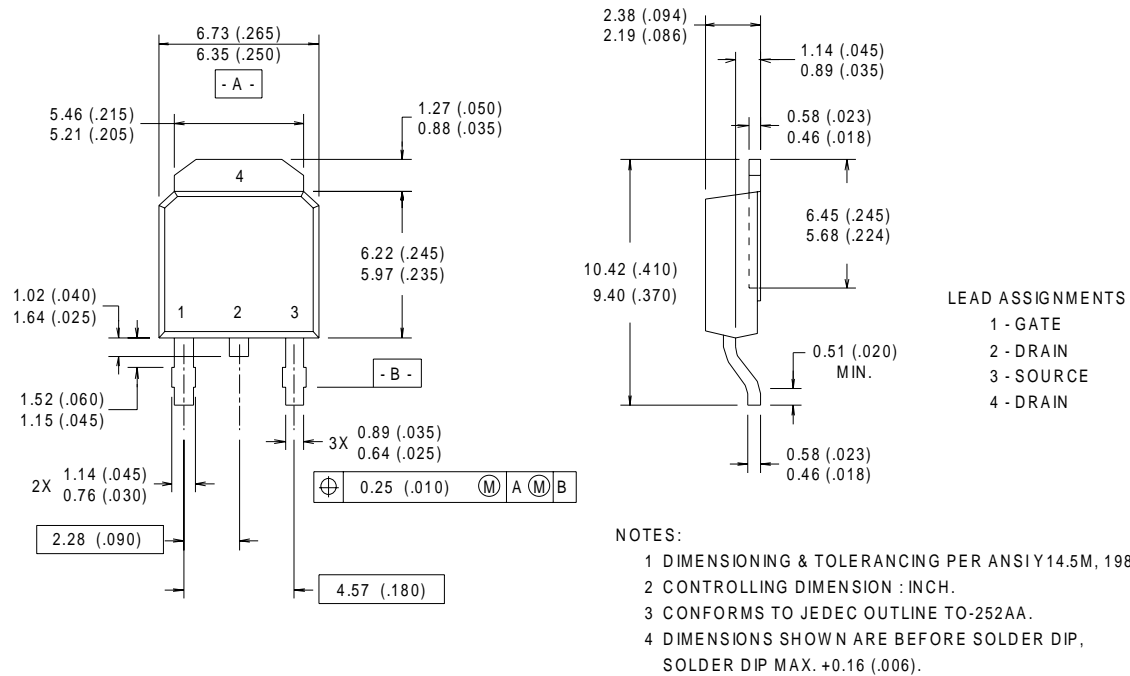 6.73 (.265)
6.35 (.250)
- A -
5.46 (.215)
5.21 (.205)
1.27 (.050)
0.88 (.035)
4
6.22 (.245)
5.97 (.235)
1.02 (.040)
1.64 (.025)
1 2 3
- B -
1.52 (.060)
1.15 (.045)
3X 0.89 (.035)
0.64 (.025)
2X 1.14 (.045)
0.76 (.030)
⌖ 0.25 (.010) Ⓜ A Ⓜ B
2.28 (.090)
4.57 (.180)
2.38 (.094)
2.19 (.086)
1.14 (.045)
0.89 (.035)
0.58 (.023)
0.46 (.018)
6.45 (.245)
5.68 (.224)
10.42 (.410)
9.40 (.370)
0.51 (.020)
MIN.
0.58 (.023)
0.46 (.018)
LEAD ASSIGNMENTS
1 - GATE
2 - DRAIN
3 - SOURCE
4 - DRAIN
NOTES:
1 DIMENSIONING & TOLERANCING PER ANSI Y14.5M, 198
2 CONTROLLING DIMENSION : INCH.
3 CONFORMS TO JEDEC OUTLINE TO-252AA.
4 DIMENSIONS SHOWN ARE BEFORE SOLDER DIP,
SOLDER DIP MAX. +0.16 (.006).